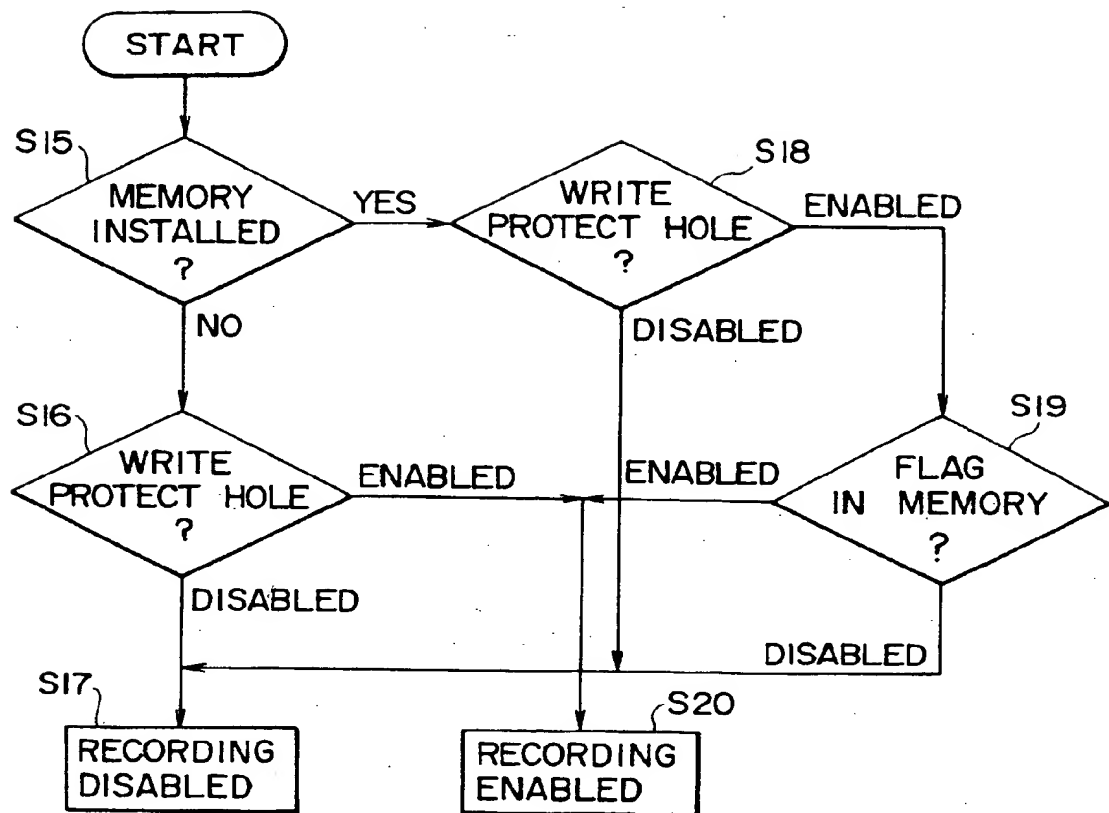 START
S15
MEMORY
INSTALLED
?
YES
S18
WRITE
PROTECT HOLE
?
ENABLED
NO
DISABLED
S16
WRITE
PROTECT HOLE
?
ENABLED
ENABLED
S19
FLAG
IN MEMORY
?
DISABLED
DISABLED
S17
RECORDING
DISABLED
S20
RECORDING
ENABLED